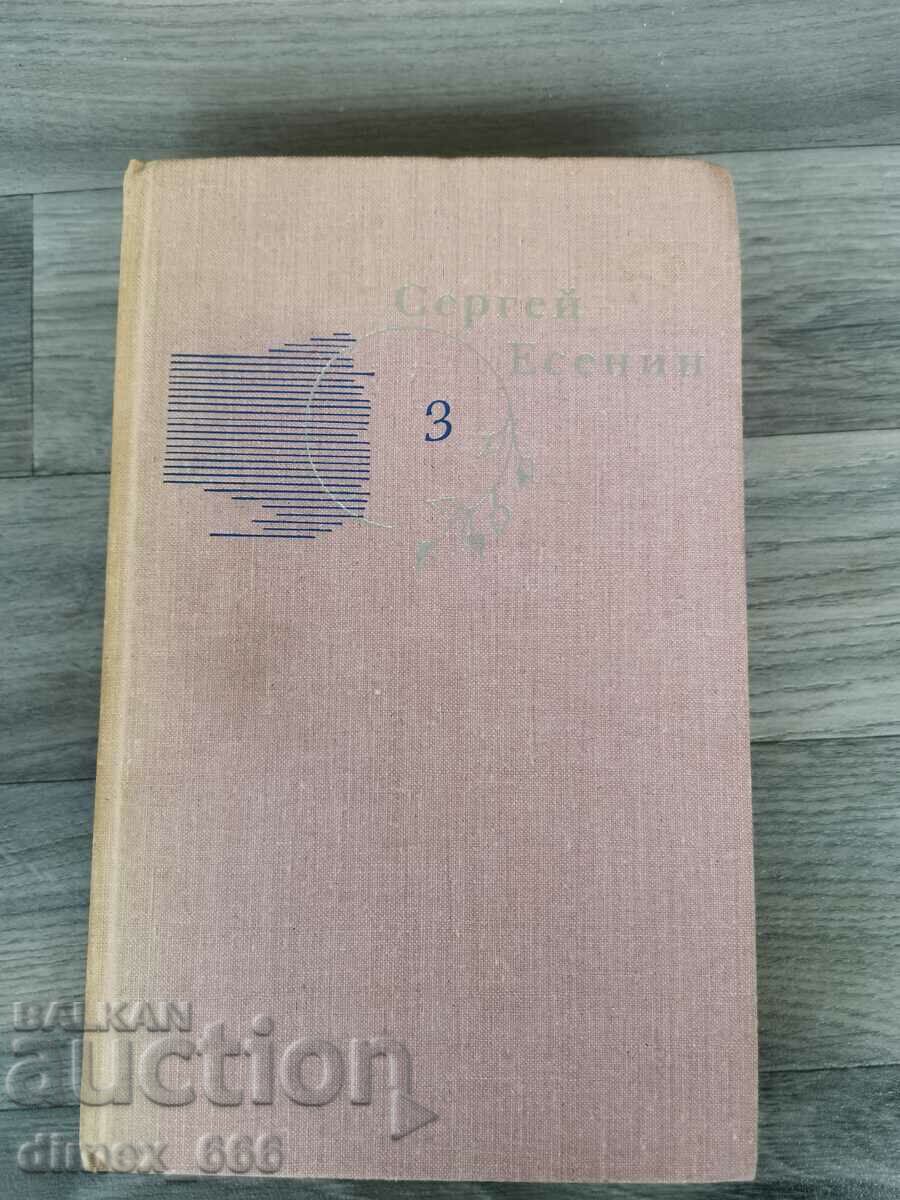 Сергей
Есенин
3
BALKAN
auction
dimex_666